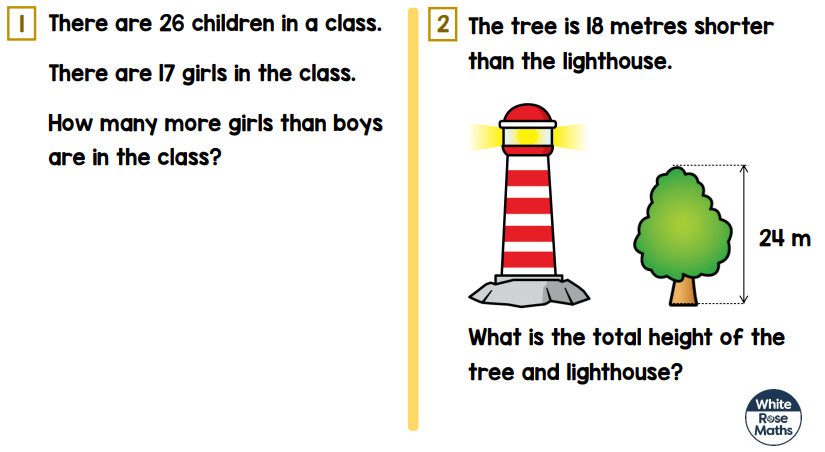 1
There are 26 children in a class.
There are 17 girls in the class.
How many more girls than boys
are in the class?
2
The tree is 18 metres shorter
than the lighthouse.
24 m
What is the total height of the
tree and lighthouse?
White
Rose
Maths